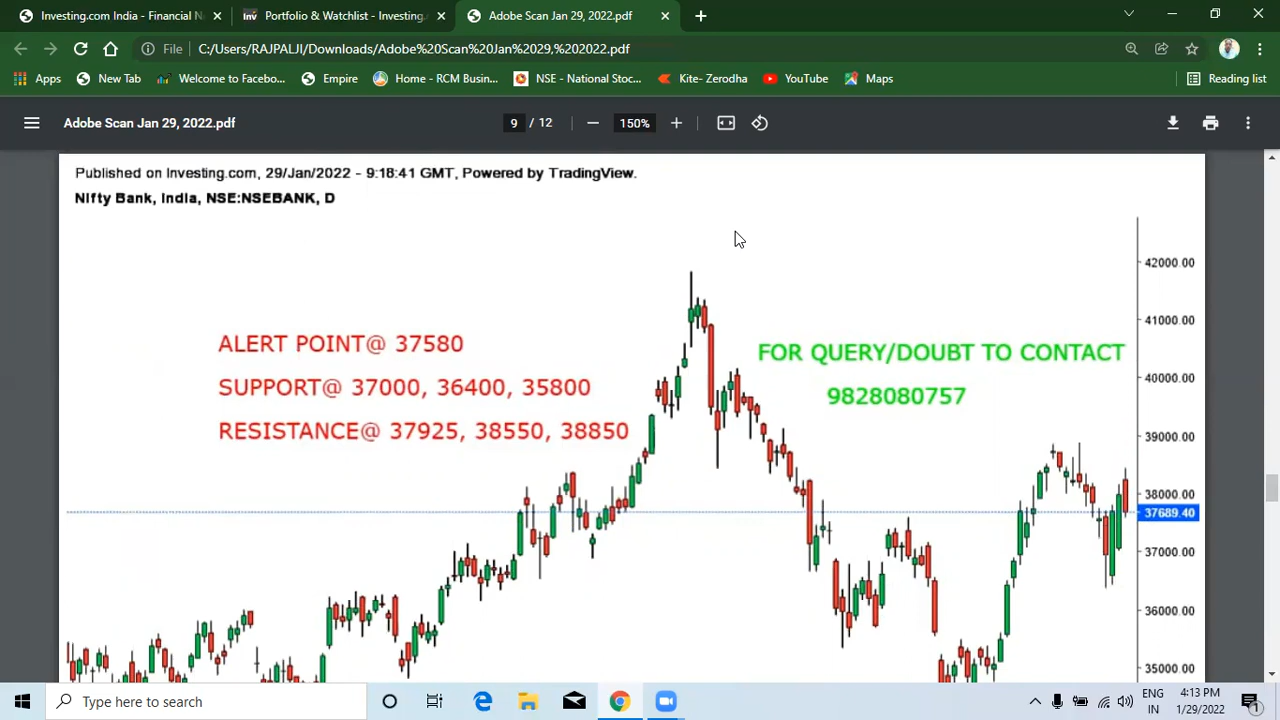 Investing.com India - Financial N
Portfolio & Watchlist - Investing.
Adobe Scan Jan 29, 2022.pdf
File
C:/Users/RAJPALJI/Downloads/Adobe%20Scan%20Jan%2029,%202022.pdf
Apps
New Tab
Welcome to Facebo...
Empire
Home - RCM Busin...
NSE - National Stoc...
Kite- Zerodha
YouTube
Maps
Reading list
Adobe Scan Jan 29, 2022.pdf
9 / 12
150%
Published on Investing.com, 29/Jan/2022 - 9:18:41 GMT, Powered by TradingView.
Nifty Bank, India, NSE:NSEBANK, D
ALERT POINT@ 37580
SUPPORT@ 37000, 36400, 35800
RESISTANCE@ 37925, 38550, 38850
FOR QUERY/DOUBT TO CONTACT
9828080757
42000.00
41000.00
40000.00
39000.00
38000.00
37689.40
37000.00
36000.00
35000.00
Type here to search
ENG
IN
4:13 PM
1/29/2022
1